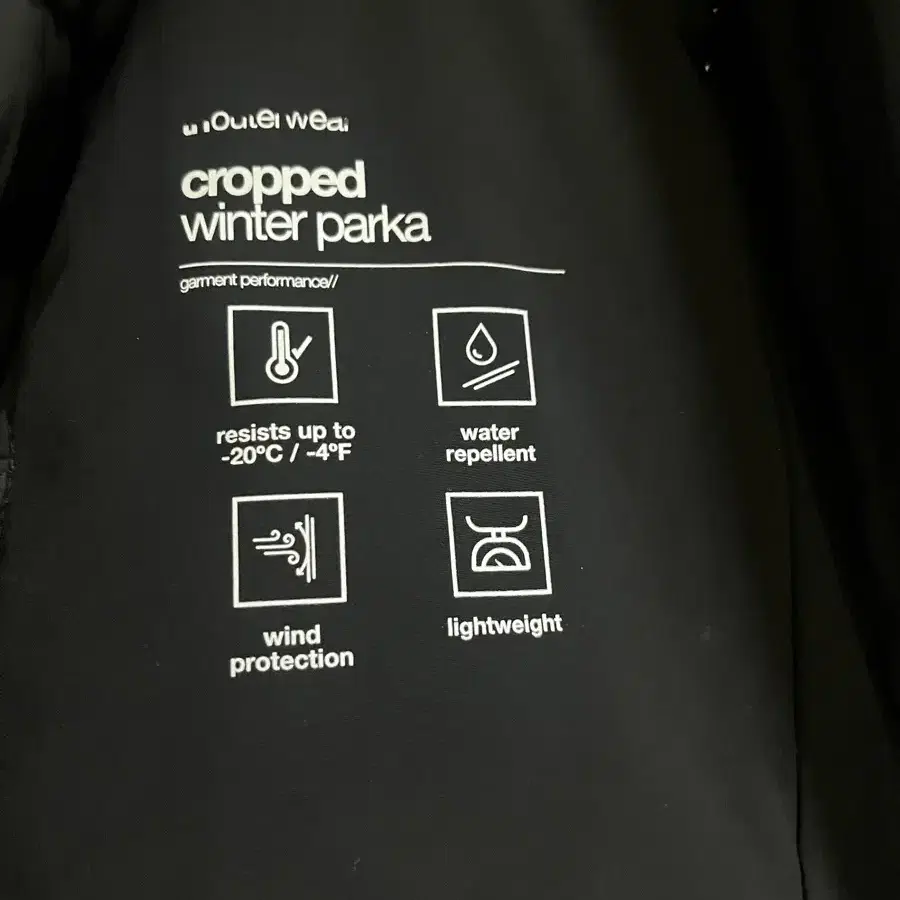 cropped
winter parka
garment performance//
resists up to
-20ºC / -4ºF
water
repellent
wind
protection
lightweight